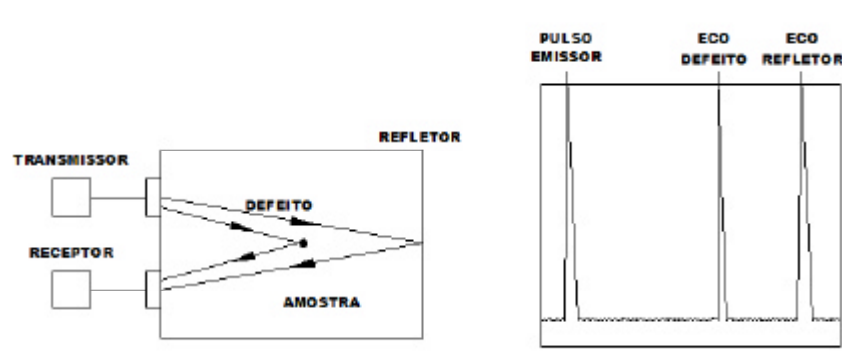 REFLETOR
TRANSMISSOR
DEFEITO
RECEPTOR
AMOSTRA
PULSO
EMISSOR
ECO
DEFEITO
ECO
REFLETOR